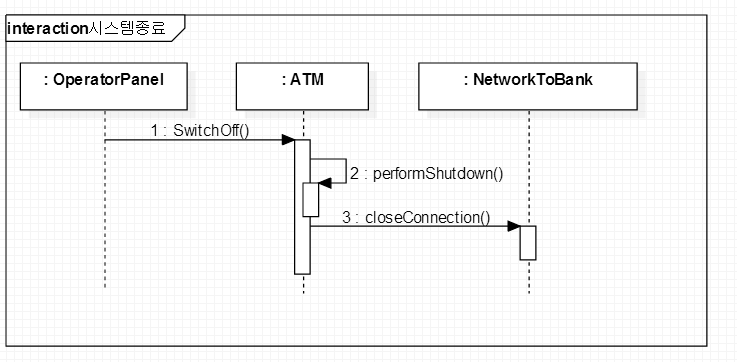 interaction시스템종료
: OperatorPanel
: ATM
: NetworkToBank
1 : SwitchOff()
2 : performShutdown()
3 : closeConnection()